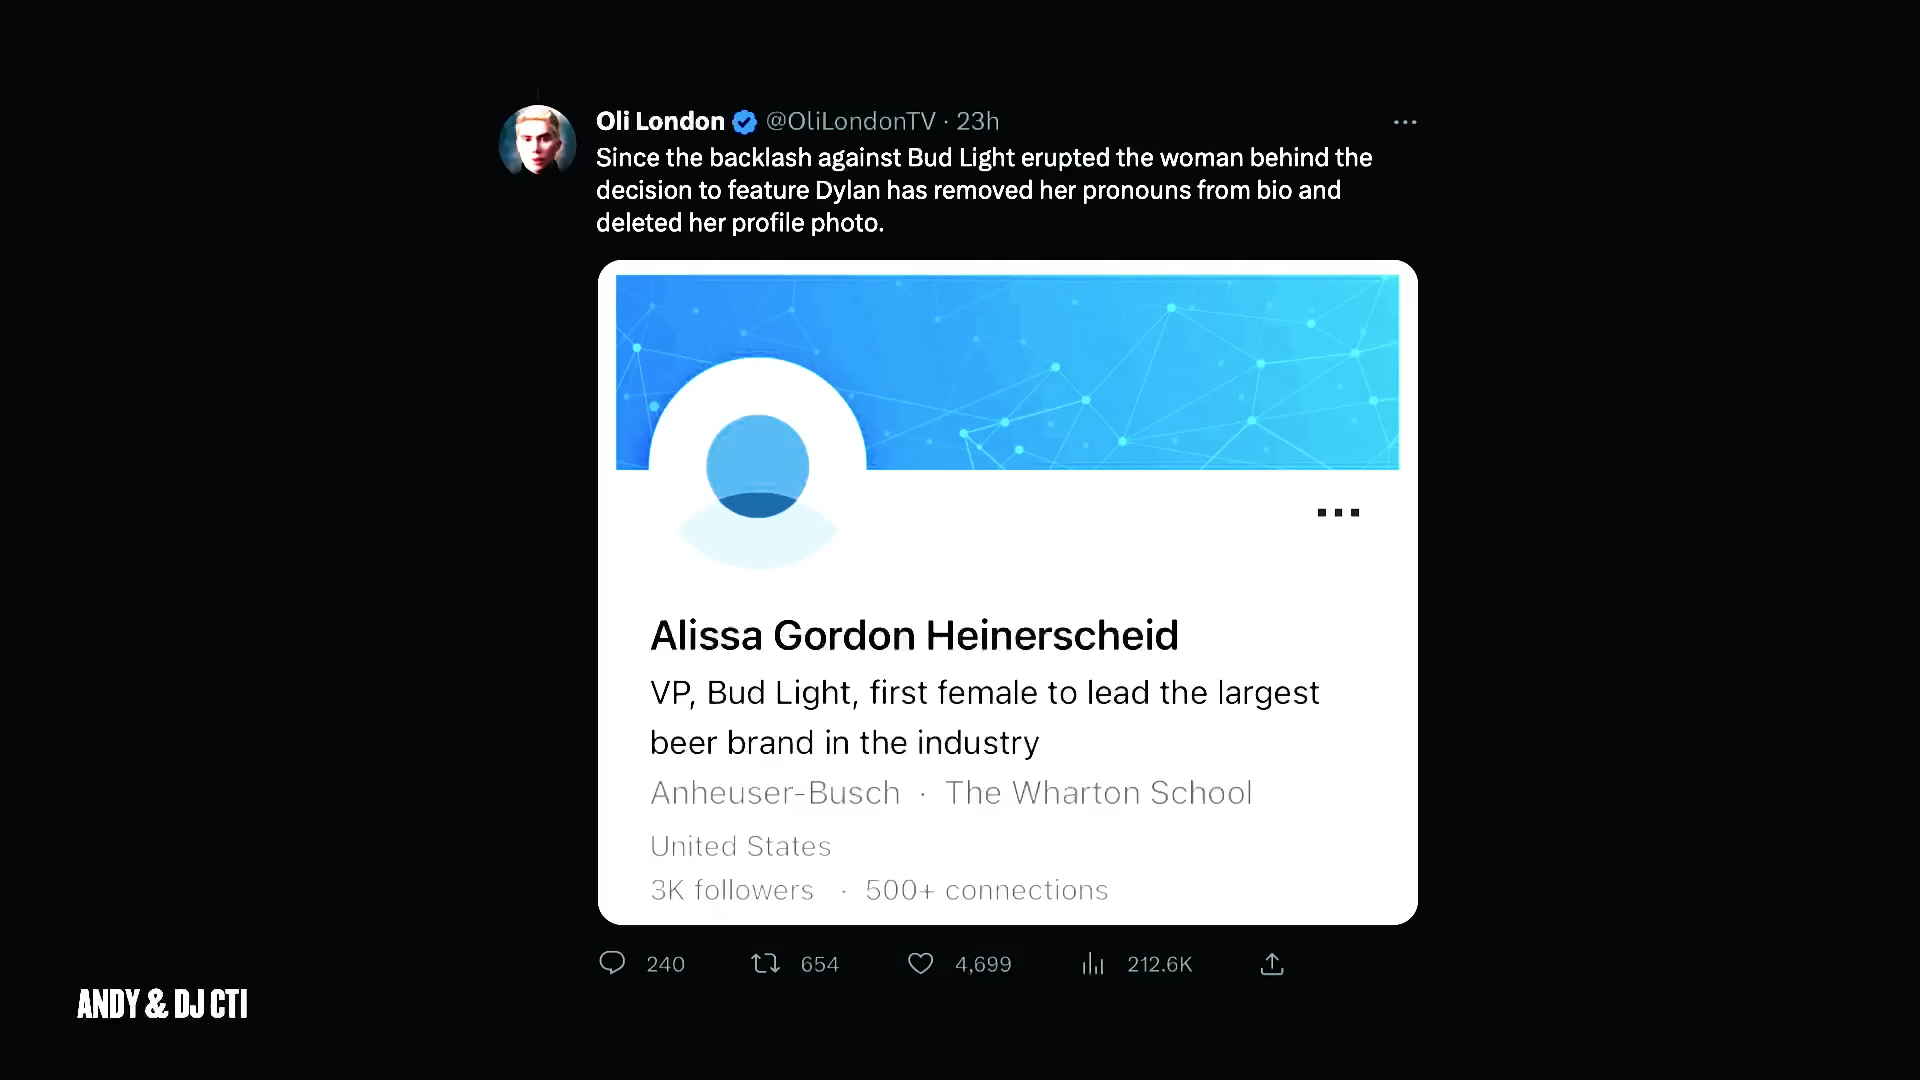 Oli London @OliLondonTV · 23h
Since the backlash against Bud Light erupted the woman behind the
decision to feature Dylan has removed her pronouns from bio and
deleted her profile photo.
Alissa Gordon Heinerscheid
VP, Bud Light, first female to lead the largest
beer brand in the industry
Anheuser-Busch · The Wharton School
United States
3K followers · 500+ connections
240 654 4,699 212.6K
ANDY & DJ CTI